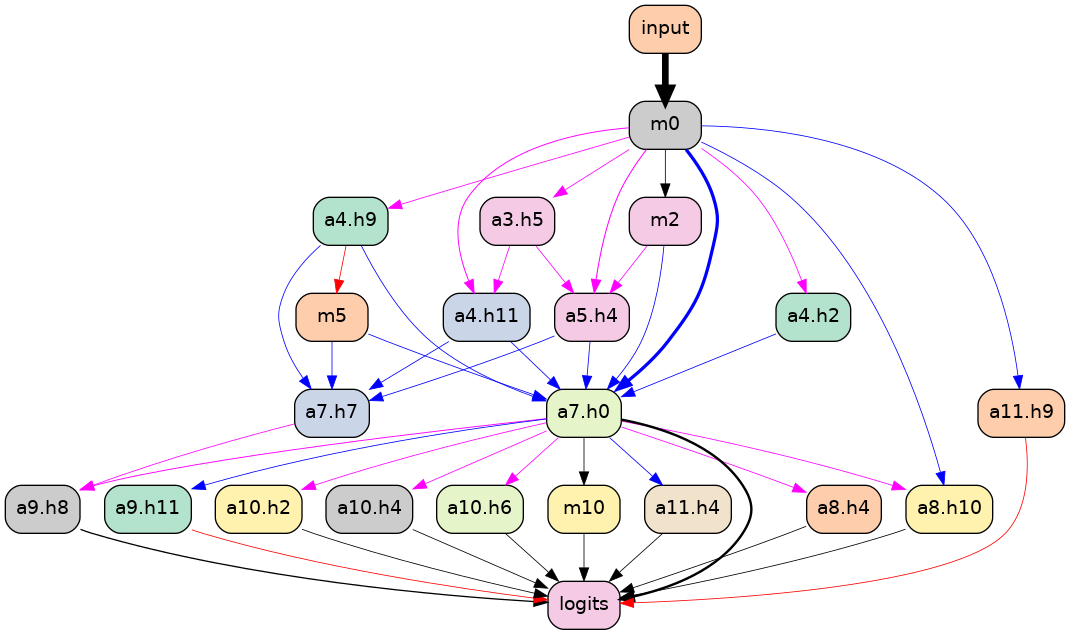 input
m0
a4.h9
a3.h5
m2
m5
a4.h11
a5.h4
a4.h2
a7.h7
a7.h0
a11.h9
a9.h8
a9.h11
a10.h2
a10.h4
a10.h6
m10
a11.h4
a8.h4
a8.h10
logits